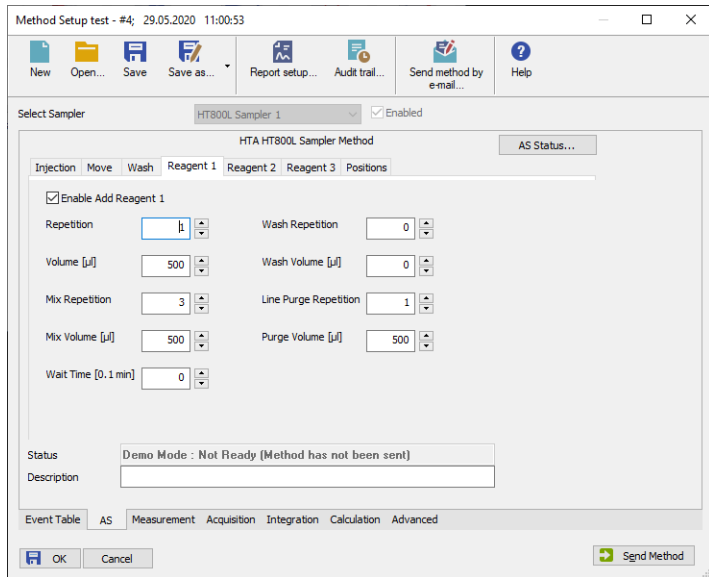 Method Setup test - #4;  29.05.2020  11:00:53
New Open... Save Save as... Report setup... Audit trail... Send method by e-mail... Help
Select Sampler HT800L Sampler 1 Enabled
HTA HT800L Sampler Method AS Status...
Injection Move Wash Reagent 1 Reagent 2 Reagent 3 Positions
Enable Add Reagent 1
Repetition 1 Wash Repetition 0
Volume [µl] 500 Wash Volume [µl] 0
Mix Repetition 3 Line Purge Repetition 1
Mix Volume [µl] 500 Purge Volume [µl] 500
Wait Time [0.1 min] 0
Status Demo Mode : Not Ready (Method has not been sent)
Description
Event Table AS Measurement Acquisition Integration Calculation Advanced
OK Cancel Send Method